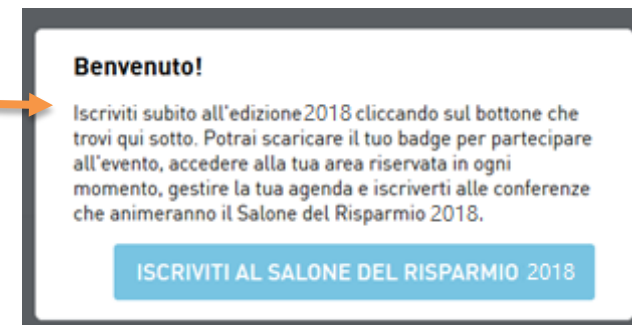 Benvenuto!
Iscriviti subito all'edizione 2018 cliccando sul bottone che
trovi qui sotto. Potrai scaricare il tuo badge per partecipare
all'evento, accedere alla tua area riservata in ogni
momento, gestire la tua agenda e iscriverti alle conferenze
che animeranno il Salone del Risparmio 2018.
ISCRIVITI AL SALONE DEL RISPARMIO 2018